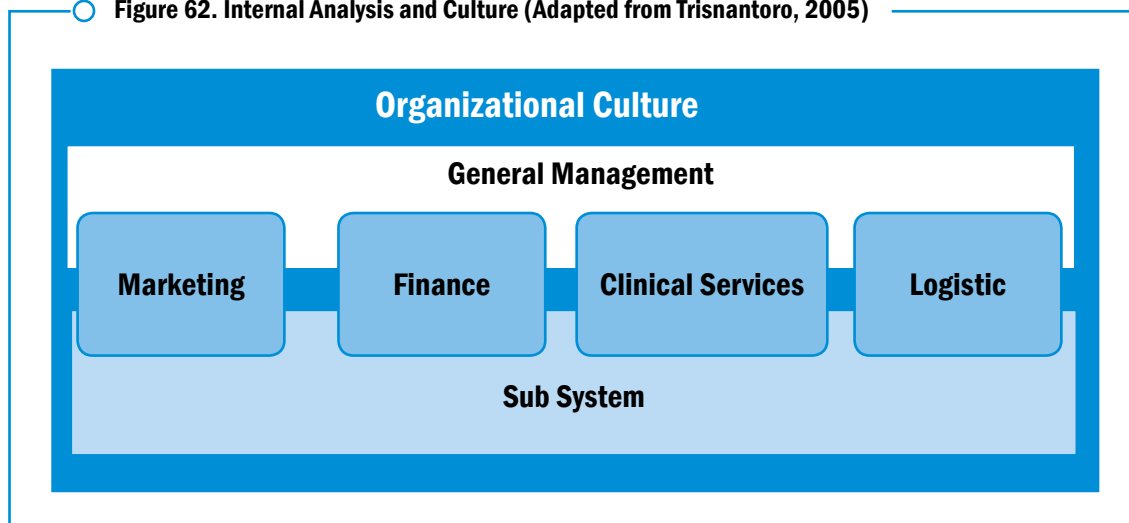 Figure 62. Internal Analysis and Culture (Adapted from Trisnantoro, 2005)
Organizational Culture
General Management
Marketing
Finance
Clinical Services
Logistic
Sub System